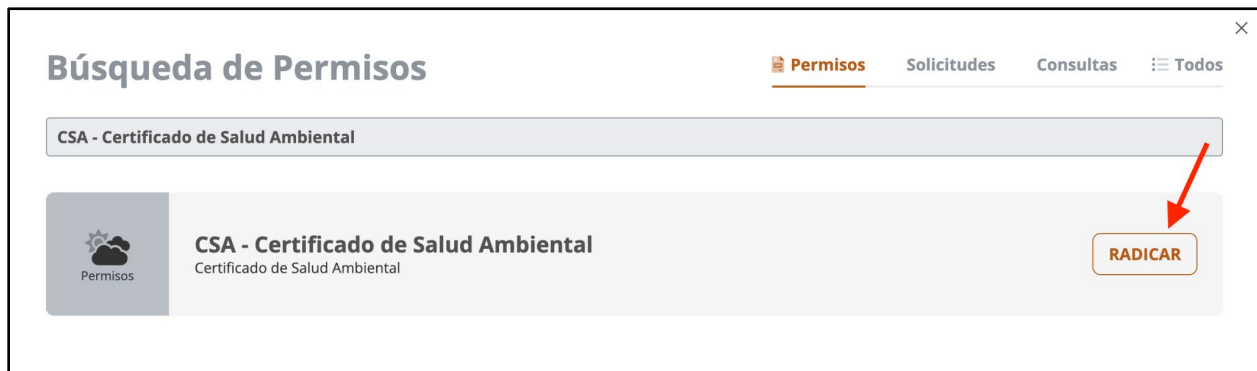 Búsqueda de Permisos
Permisos
Solicitudes
Consultas
Todos
CSA - Certificado de Salud Ambiental
Permisos
CSA - Certificado de Salud Ambiental
Certificado de Salud Ambiental
RADICAR